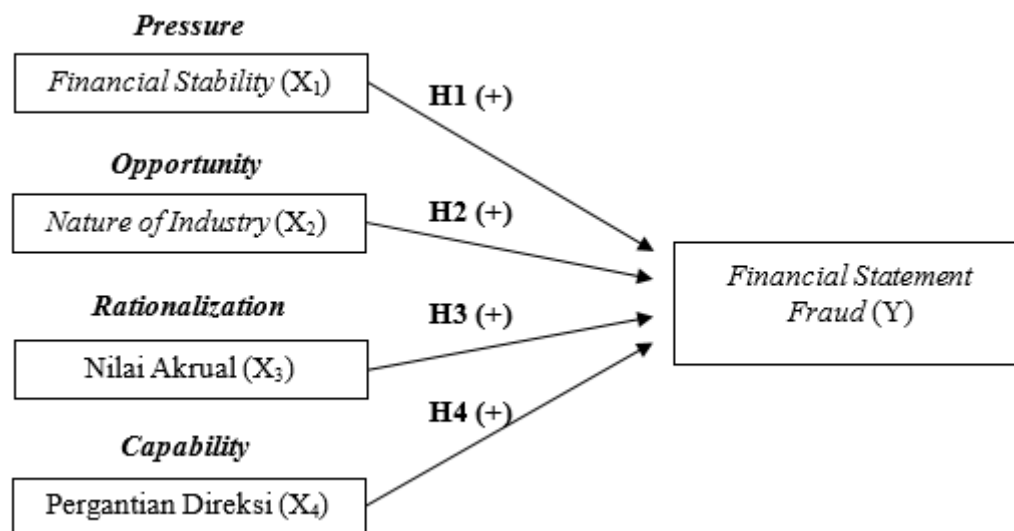 Pressure
Financial Stability (X₁)
H1 (+)
Opportunity
Nature of Industry (X₂)
H2 (+)
Financial Statement
Fraud (Y)
Rationalization
Nilai Akrual (X₃)
H3 (+)
Capability
Pergantian Direksi (X₄)
H4 (+)